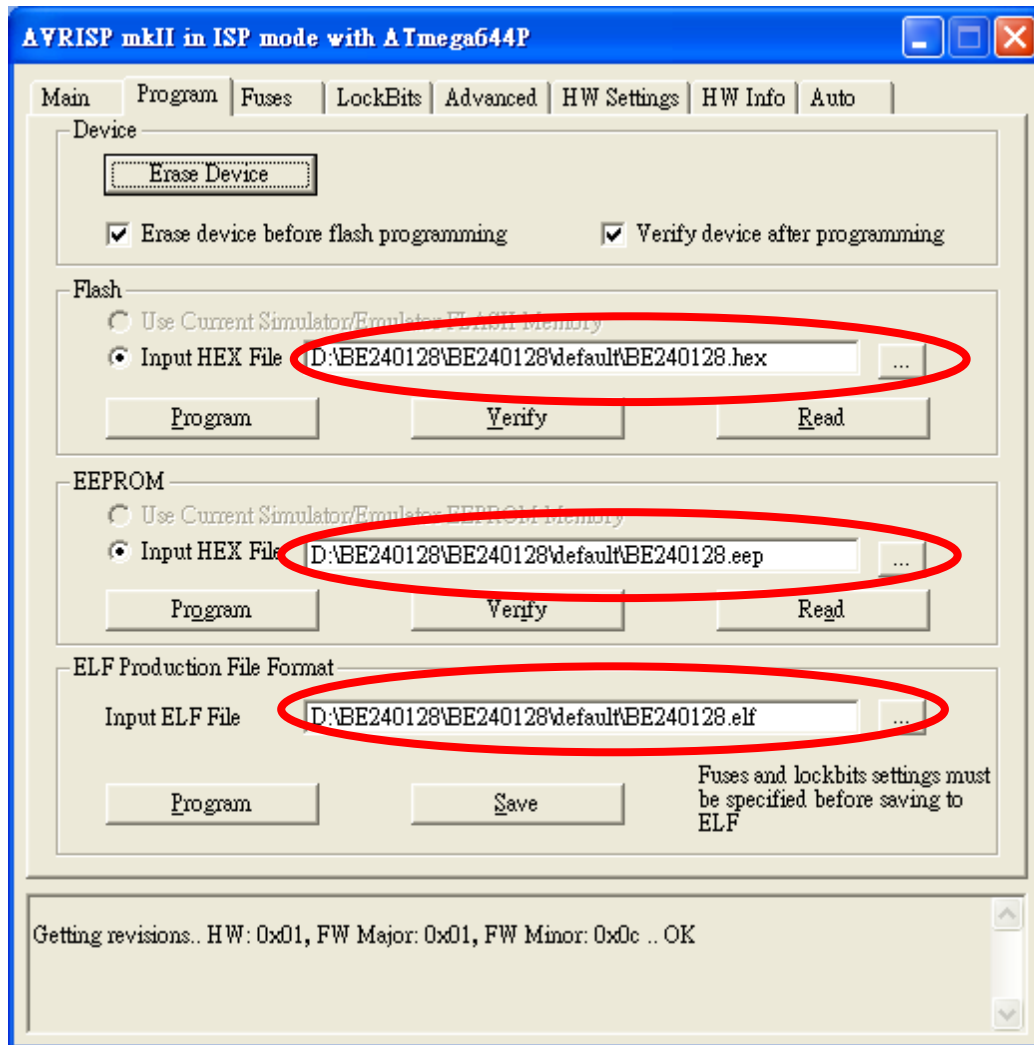 AVRISP mkII in ISP mode with ATmega644P
Main Program Fuses LockBits Advanced HW Settings HW Info Auto
Device
Erase Device
Erase device before flash programming Verify device after programming
Flash
Use Current Simulator/Emulator FLASH Memory
Input HEX File D:\BE240128\BE240128\default\BE240128.hex ...
Program Verify Read
EEPROM
Use Current Simulator/Emulator EEPROM Memory
Input HEX File D:\BE240128\BE240128\default\BE240128.eep ...
Program Verify Read
ELF Production File Format
Input ELF File D:\BE240128\BE240128\default\BE240128.elf ...
Program Save Fuses and lockbits settings must
be specified before saving to
ELF
Getting revisions.. HW: 0x01, FW Major: 0x01, FW Minor: 0x0c .. OK